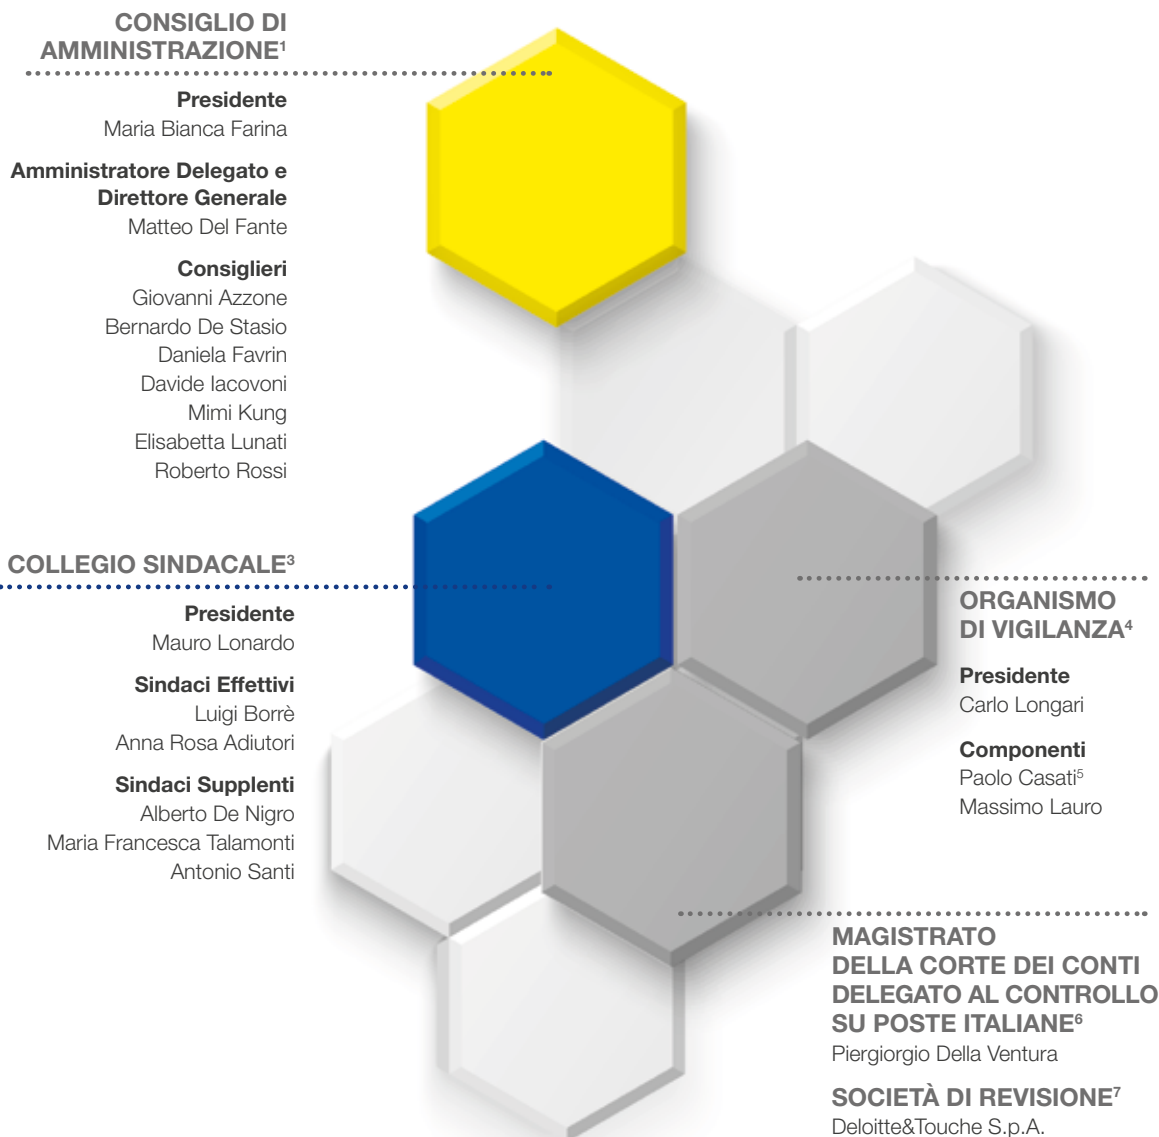 CONSIGLIO DI
AMMINISTRAZIONE¹
Presidente
Maria Bianca Farina
Amministratore Delegato e
Direttore Generale
Matteo Del Fante
Consiglieri
Giovanni Azzone
Bernardo De Stasio
Daniela Favrin
Davide Iacovoni
Mimi Kung
Elisabetta Lunati
Roberto Rossi
COLLEGIO SINDACALE³
Presidente
Mauro Lonardo
Sindaci Effettivi
Luigi Borrè
Anna Rosa Adiutori
Sindaci Supplenti
Alberto De Nigro
Maria Francesca Talamonti
Antonio Santi
ORGANISMO
DI VIGILANZA⁴
Presidente
Carlo Longari
Componenti
Paolo Casati⁵
Massimo Lauro
MAGISTRATO
DELLA CORTE DEI CONTI
DELEGATO AL CONTROLLO
SU POSTE ITALIANE⁶
Piergiorgio Della Ventura
SOCIETÀ DI REVISIONE⁷
Deloitte&Touche S.p.A.